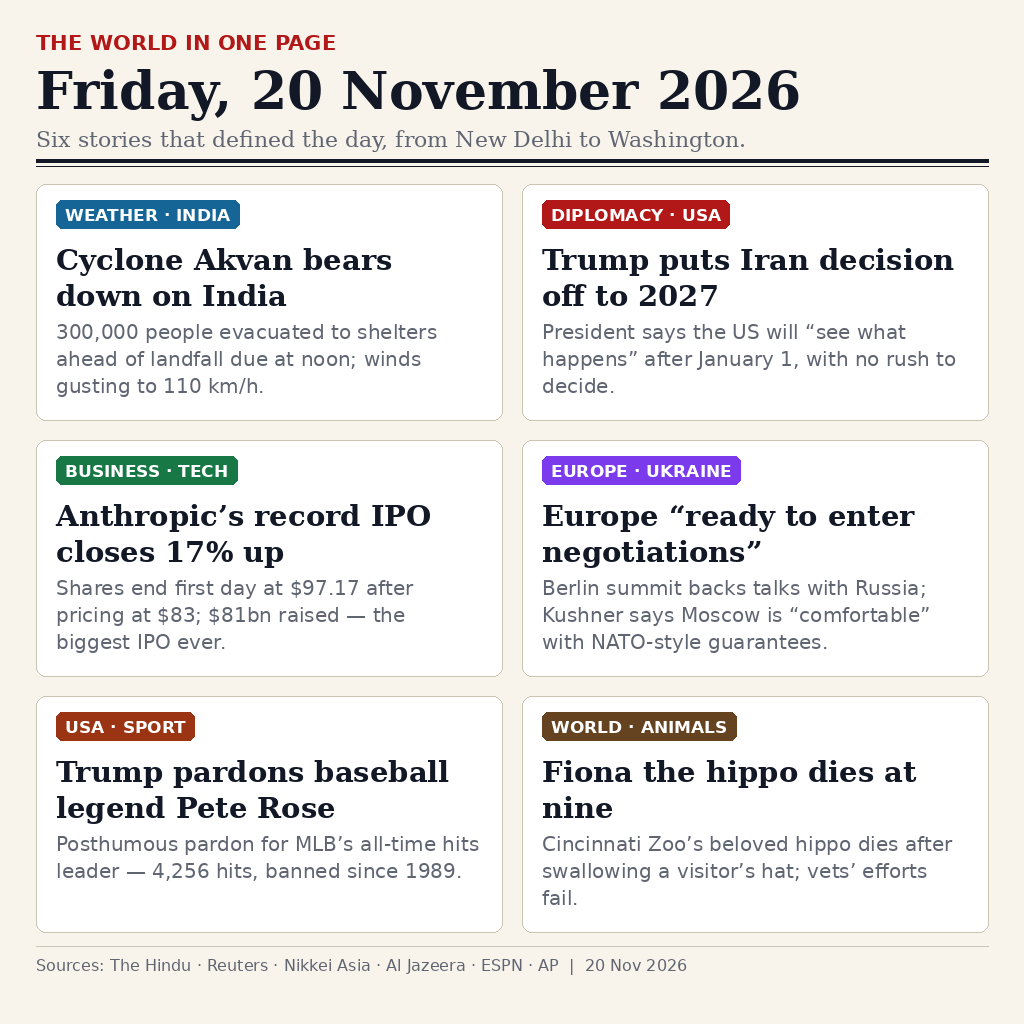 THE WORLD IN ONE PAGE
Friday, 20 November 2026
Six stories that defined the day, from New Delhi to Washington.
WEATHER · INDIA
Cyclone Akvan bears
down on India
300,000 people evacuated to shelters
ahead of landfall due at noon; winds
gusting to 110 km/h.
DIPLOMACY · USA
Trump puts Iran decision
off to 2027
President says the US will “see what
happens” after January 1, with no rush to
decide.
BUSINESS · TECH
Anthropic’s record IPO
closes 17% up
Shares end first day at $97.17 after
pricing at $83; $81bn raised — the
biggest IPO ever.
EUROPE · UKRAINE
Europe “ready to enter
negotiations”
Berlin summit backs talks with Russia;
Kushner says Moscow is “comfortable”
with NATO-style guarantees.
USA · SPORT
Trump pardons baseball
legend Pete Rose
Posthumous pardon for MLB’s all-time hits
leader — 4,256 hits, banned since 1989.
WORLD · ANIMALS
Fiona the hippo dies at
nine
Cincinnati Zoo’s beloved hippo dies after
swallowing a visitor’s hat; vets’ efforts
fail.
Sources: The Hindu · Reuters · Nikkei Asia · Al Jazeera · ESPN · AP | 20 Nov 2026